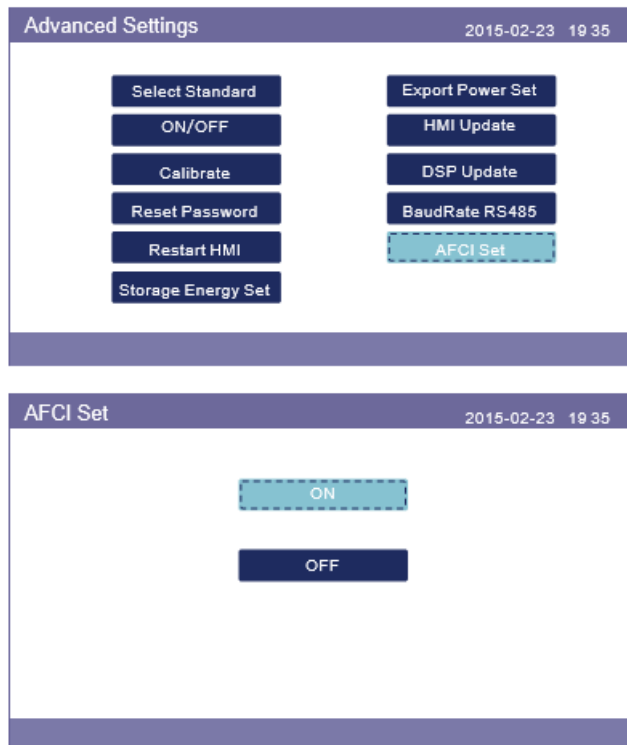 Advanced Settings 2015-02-23 19 35
Select Standard Export Power Set
ON/OFF HMI Update
Calibrate DSP Update
Reset Password BaudRate RS485
Restart HMI AFCI Set
Storage Energy Set
AFCI Set 2015-02-23 19 35
ON
OFF